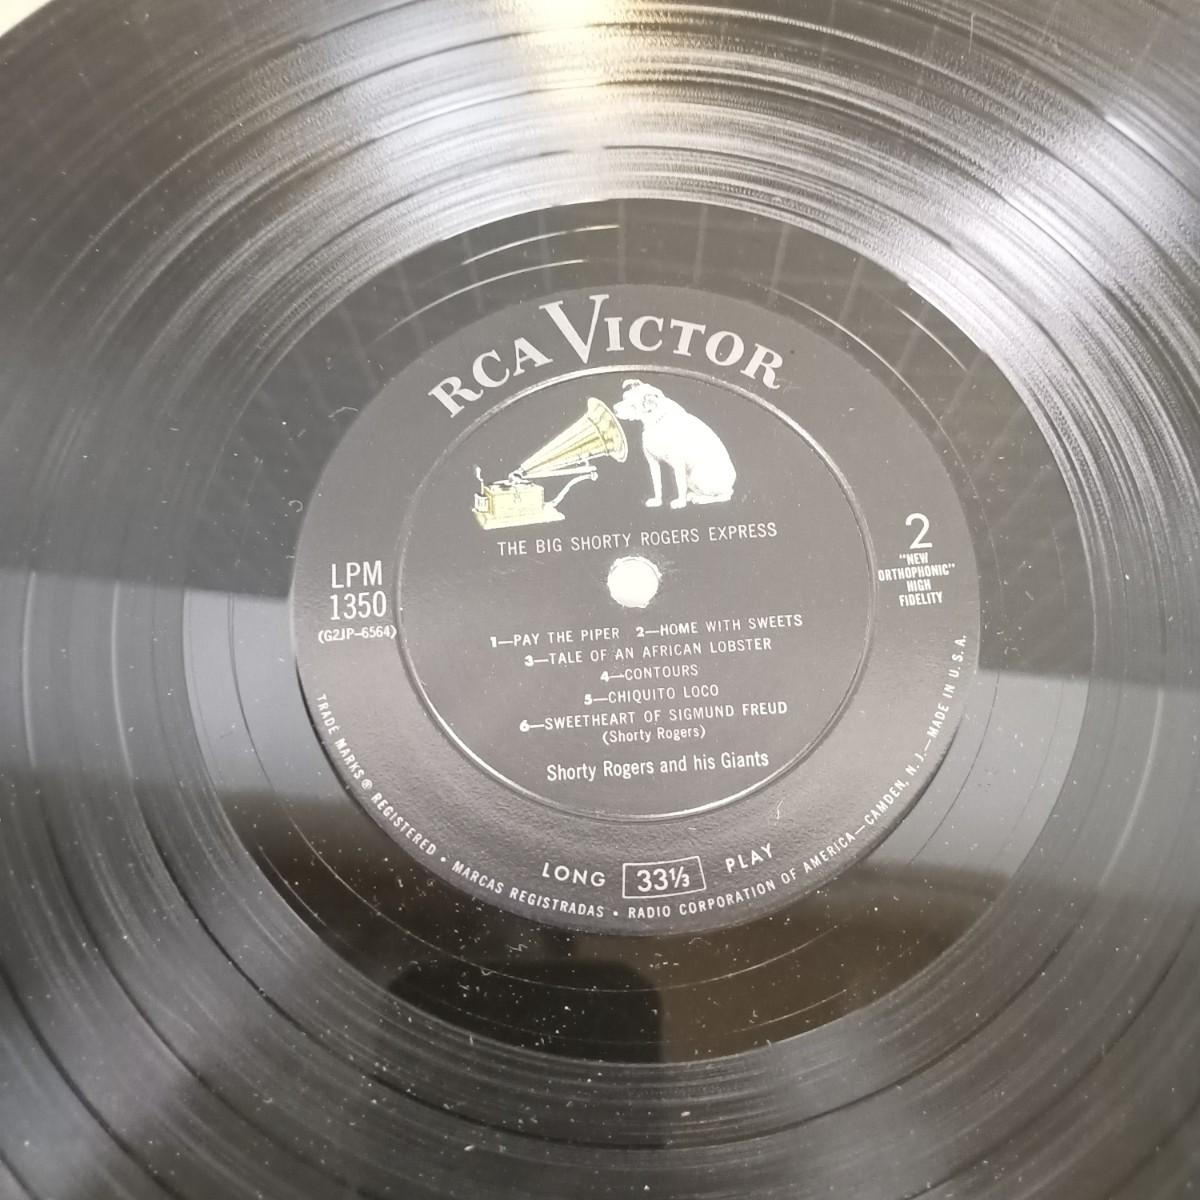 RCA VICTOR
THE BIG SHORTY ROGERS EXPRESS
LPM
1350
(G2JP-6564)
2
"NEW
ORTHOPHONIC"
HIGH
FIDELITY
1—PAY THE PIPER 2—HOME WITH SWEETS
3—TALE OF AN AFRICAN LOBSTER
4—CONTOURS
5—CHIQUITO LOCO
6—SWEETHEART OF SIGMUND FREUD
(Shorty Rogers)
Shorty Rogers and his Giants
LONG 33⅓ PLAY
TRADE MARKS ® REGISTERED • MARCAS REGISTRADAS • RADIO CORPORATION OF AMERICA—CAMDEN, N. J.—MADE IN U. S. A.